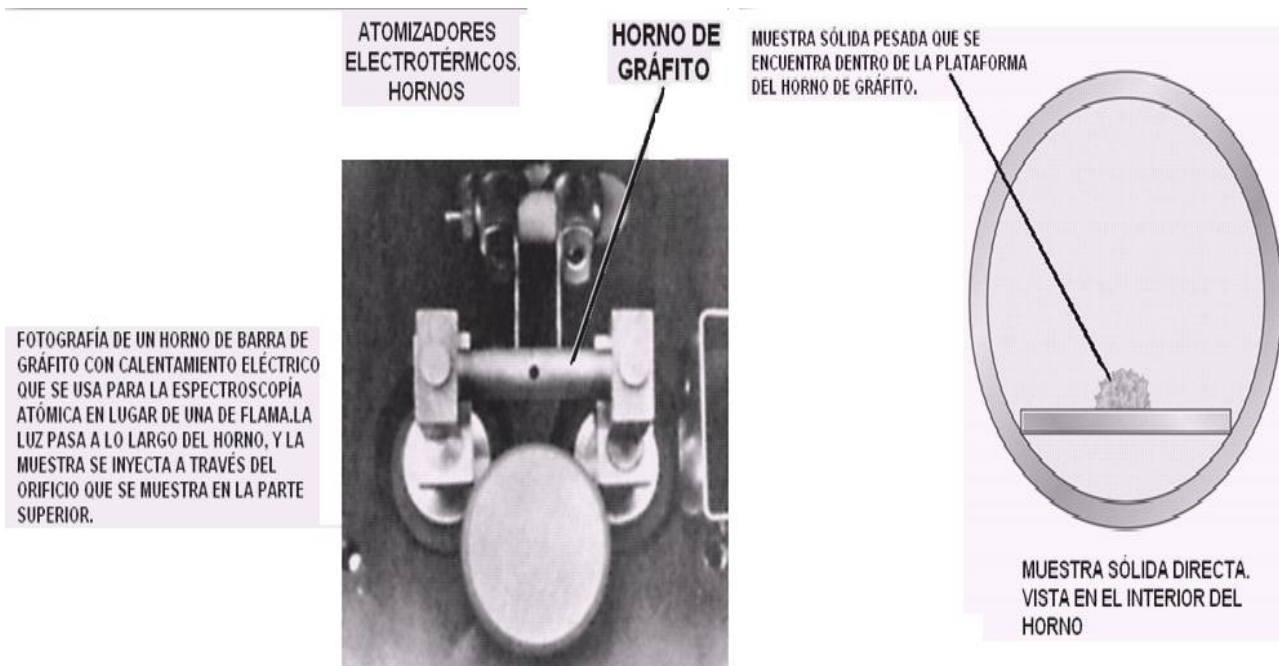 ATOMIZADORES
ELECTROTÉRMCOS.
HORNOS
HORNO DE
GRÁFITO
MUESTRA SÓLIDA PESADA QUE SE
ENCUENTRA DENTRO DE LA PLATAFORMA
DEL HORNO DE GRÁFITO.
FOTOGRAFÍA DE UN HORNO DE BARRA DE
GRÁFITO CON CALENTAMIENTO ELÉCTRICO
QUE SE USA PARA LA ESPECTROSCOPÍA
ATÓMICA EN LUGAR DE UNA DE FLAMA.LA
LUZ PASA A LO LARGO DEL HORNO, Y LA
MUESTRA SE INYECTA A TRAVÉS DEL
ORIFICIO QUE SE MUESTRA EN LA PARTE
SUPERIOR.
MUESTRA SÓLIDA DIRECTA.
VISTA EN EL INTERIOR DEL
HORNO